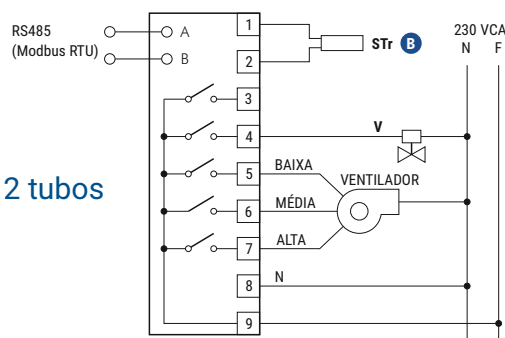 RS485
(Modbus RTU)
A
B
1
2
3
4
5
6
7
8
9
STr B
230 VCA
N F
V
BAIXA
MÉDIA
ALTA
VENTILADOR
N
2 tubos